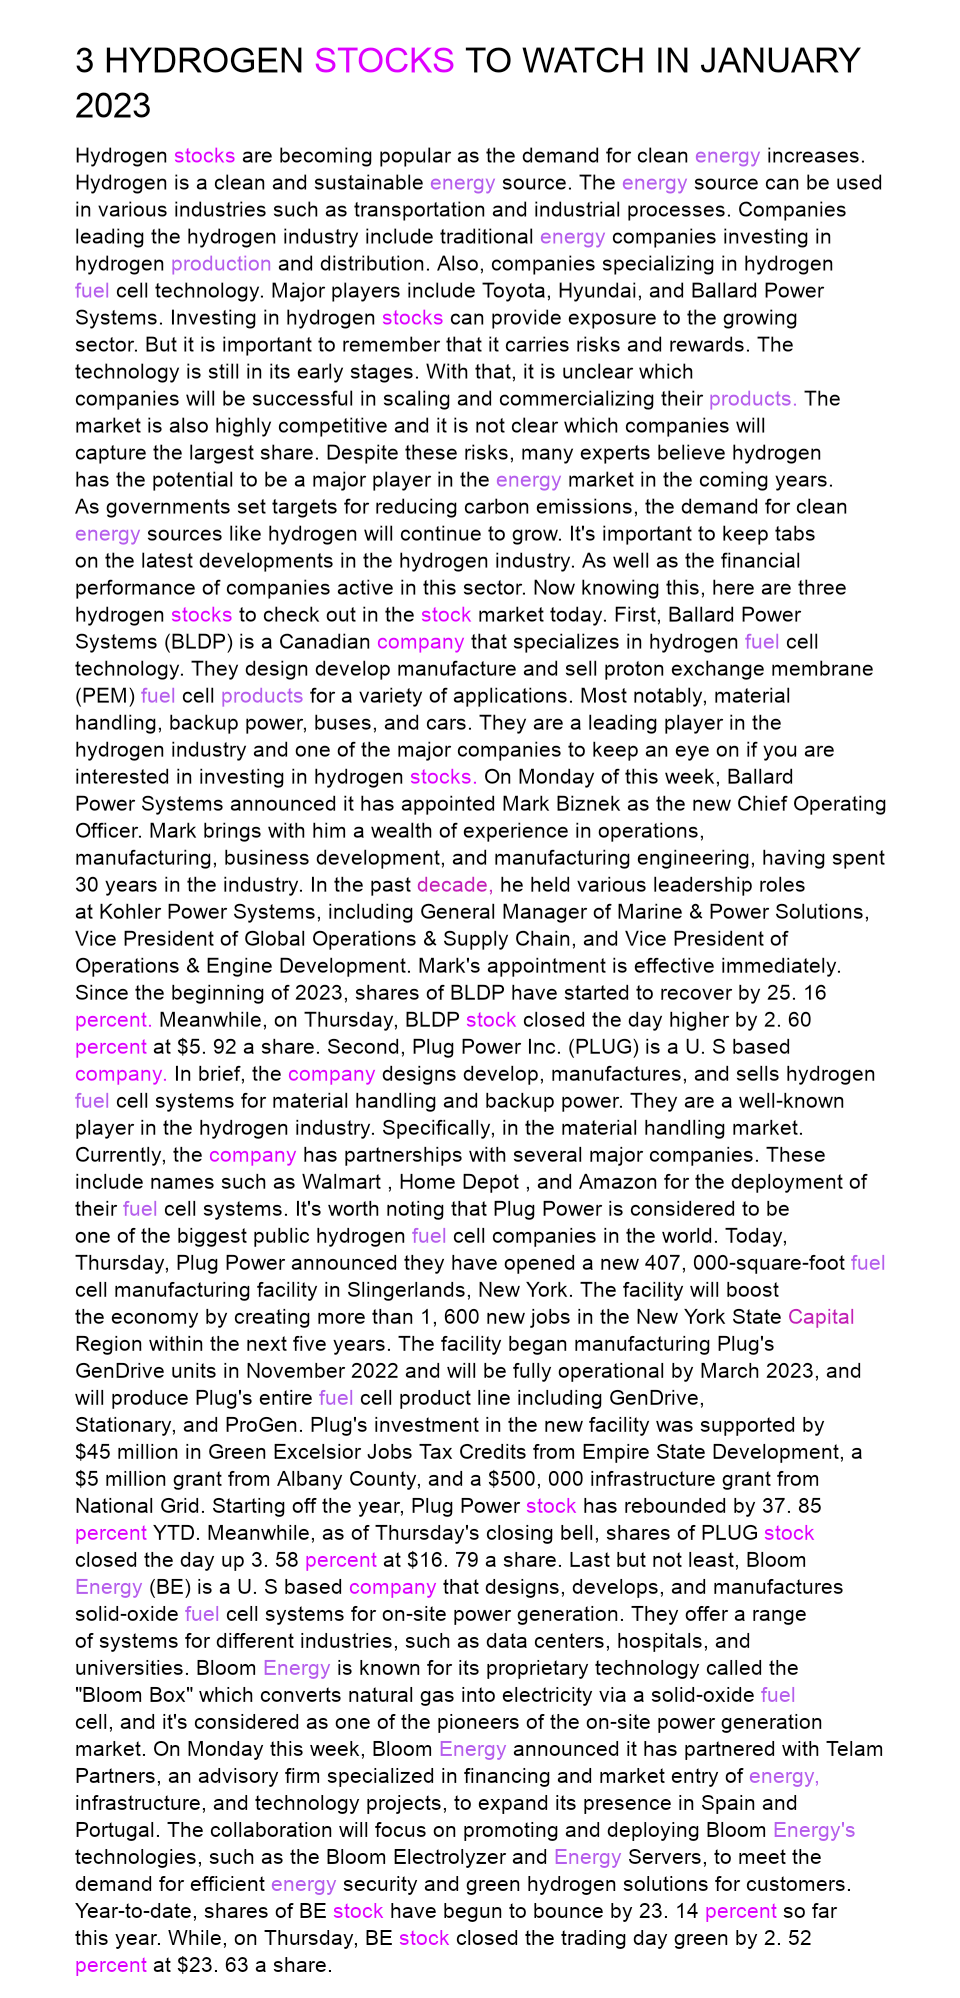 3 HYDROGEN STOCKS TO WATCH IN JANUARY
2023
Hydrogen stocks are becoming popular as the demand for clean energy increases.
Hydrogen is a clean and sustainable energy source. The energy source can be used
in various industries such as transportation and industrial processes. Companies
leading the hydrogen industry include traditional energy companies investing in
hydrogen production and distribution. Also, companies specializing in hydrogen
fuel cell technology. Major players include Toyota, Hyundai, and Ballard Power
Systems. Investing in hydrogen stocks can provide exposure to the growing
sector. But it is important to remember that it carries risks and rewards. The
technology is still in its early stages. With that, it is unclear which
companies will be successful in scaling and commercializing their products. The
market is also highly competitive and it is not clear which companies will
capture the largest share. Despite these risks, many experts believe hydrogen
has the potential to be a major player in the energy market in the coming years.
As governments set targets for reducing carbon emissions, the demand for clean
energy sources like hydrogen will continue to grow. It's important to keep tabs
on the latest developments in the hydrogen industry. As well as the financial
performance of companies active in this sector. Now knowing this, here are three
hydrogen stocks to check out in the stock market today. First, Ballard Power
Systems (BLDP) is a Canadian company that specializes in hydrogen fuel cell
technology. They design develop manufacture and sell proton exchange membrane
(PEM) fuel cell products for a variety of applications. Most notably, material
handling, backup power, buses, and cars. They are a leading player in the
hydrogen industry and one of the major companies to keep an eye on if you are
interested in investing in hydrogen stocks. On Monday of this week, Ballard
Power Systems announced it has appointed Mark Biznek as the new Chief Operating
Officer. Mark brings with him a wealth of experience in operations,
manufacturing, business development, and manufacturing engineering, having spent
30 years in the industry. In the past decade, he held various leadership roles
at Kohler Power Systems, including General Manager of Marine & Power Solutions,
Vice President of Global Operations & Supply Chain, and Vice President of
Operations & Engine Development. Mark's appointment is effective immediately.
Since the beginning of 2023, shares of BLDP have started to recover by 25. 16
percent. Meanwhile, on Thursday, BLDP stock closed the day higher by 2. 60
percent at $5. 92 a share. Second, Plug Power Inc. (PLUG) is a U. S based
company. In brief, the company designs develop, manufactures, and sells hydrogen
fuel cell systems for material handling and backup power. They are a well-known
player in the hydrogen industry. Specifically, in the material handling market.
Currently, the company has partnerships with several major companies. These
include names such as Walmart , Home Depot , and Amazon for the deployment of
their fuel cell systems. It's worth noting that Plug Power is considered to be
one of the biggest public hydrogen fuel cell companies in the world. Today,
Thursday, Plug Power announced they have opened a new 407, 000-square-foot fuel
cell manufacturing facility in Slingerlands, New York. The facility will boost
the economy by creating more than 1, 600 new jobs in the New York State Capital
Region within the next five years. The facility began manufacturing Plug's
GenDrive units in November 2022 and will be fully operational by March 2023, and
will produce Plug's entire fuel cell product line including GenDrive,
Stationary, and ProGen. Plug's investment in the new facility was supported by
$45 million in Green Excelsior Jobs Tax Credits from Empire State Development, a
$5 million grant from Albany County, and a $500, 000 infrastructure grant from
National Grid. Starting off the year, Plug Power stock has rebounded by 37. 85
percent YTD. Meanwhile, as of Thursday's closing bell, shares of PLUG stock
closed the day up 3. 58 percent at $16. 79 a share. Last but not least, Bloom
Energy (BE) is a U. S based company that designs, develops, and manufactures
solid-oxide fuel cell systems for on-site power generation. They offer a range
of systems for different industries, such as data centers, hospitals, and
universities. Bloom Energy is known for its proprietary technology called the
"Bloom Box" which converts natural gas into electricity via a solid-oxide fuel
cell, and it's considered as one of the pioneers of the on-site power generation
market. On Monday this week, Bloom Energy announced it has partnered with Telam
Partners, an advisory firm specialized in financing and market entry of energy,
infrastructure, and technology projects, to expand its presence in Spain and
Portugal. The collaboration will focus on promoting and deploying Bloom Energy's
technologies, such as the Bloom Electrolyzer and Energy Servers, to meet the
demand for efficient energy security and green hydrogen solutions for customers.
Year-to-date, shares of BE stock have begun to bounce by 23. 14 percent so far
this year. While, on Thursday, BE stock closed the trading day green by 2. 52
percent at $23. 63 a share.